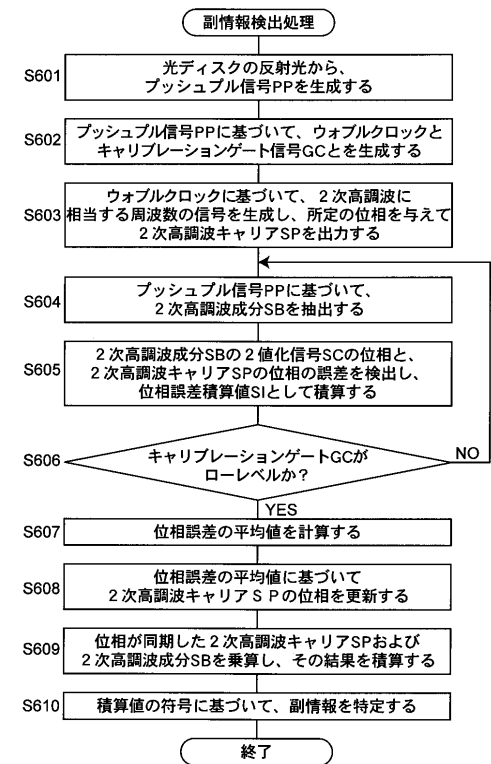 副情報検出処理
S601
光ディスクの反射光から、
プッシュプル信号PPを生成する
S602
プッシュプル信号PPに基づいて、ウォブルクロックと
キャリブレーションゲート信号GCとを生成する
S603
ウォブルクロックに基づいて、2次高調波に
相当する周波数の信号を生成し、所定の位相を与えて
2次高調波キャリアSPを出力する
S604
プッシュプル信号PPに基づいて、
2次高調波成分SBを抽出する
S605
2次高調波成分SBの2値化信号SCの位相と、
2次高調波キャリアSPの位相の誤差を検出し、
位相誤差積算値SIとして積算する
S606
キャリブレーションゲートGCが
ローレベルか?
NO
YES
S607
位相誤差の平均値を計算する
S608
位相誤差の平均値に基づいて
2次高調波キャリアSPの位相を更新する
S609
位相が同期した2次高調波キャリアSPおよび
2次高調波成分SBを乗算し、その結果を積算する
S610
積算値の符号に基づいて、副情報を特定する
終了